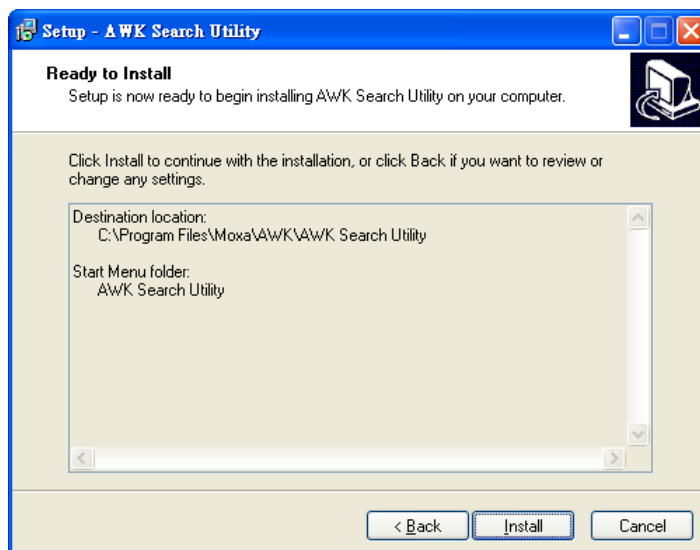 Setup - AWK Search Utility
Ready to Install
Setup is now ready to begin installing AWK Search Utility on your computer.
Click Install to continue with the installation, or click Back if you want to review or
change any settings.
Destination location:
C:\Program Files\Moxa\AWK\AWK Search Utility
Start Menu folder:
AWK Search Utility
< Back
Install
Cancel